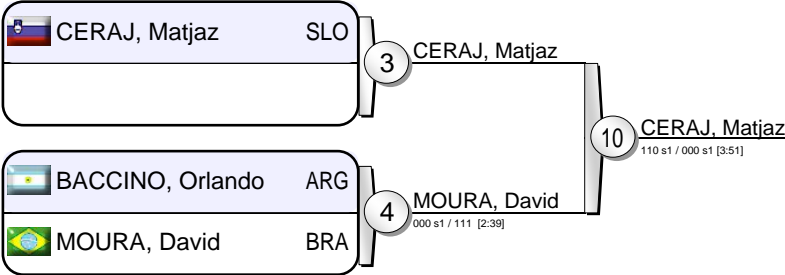 CERAJ, Matjaz SLO
3
CERAJ, Matjaz
10
CERAJ, Matjaz
110 s1 / 000 s1 [3:51]
BACCINO, Orlando ARG
4
MOURA, David
000 s1 / 111 [2:39]
MOURA, David BRA